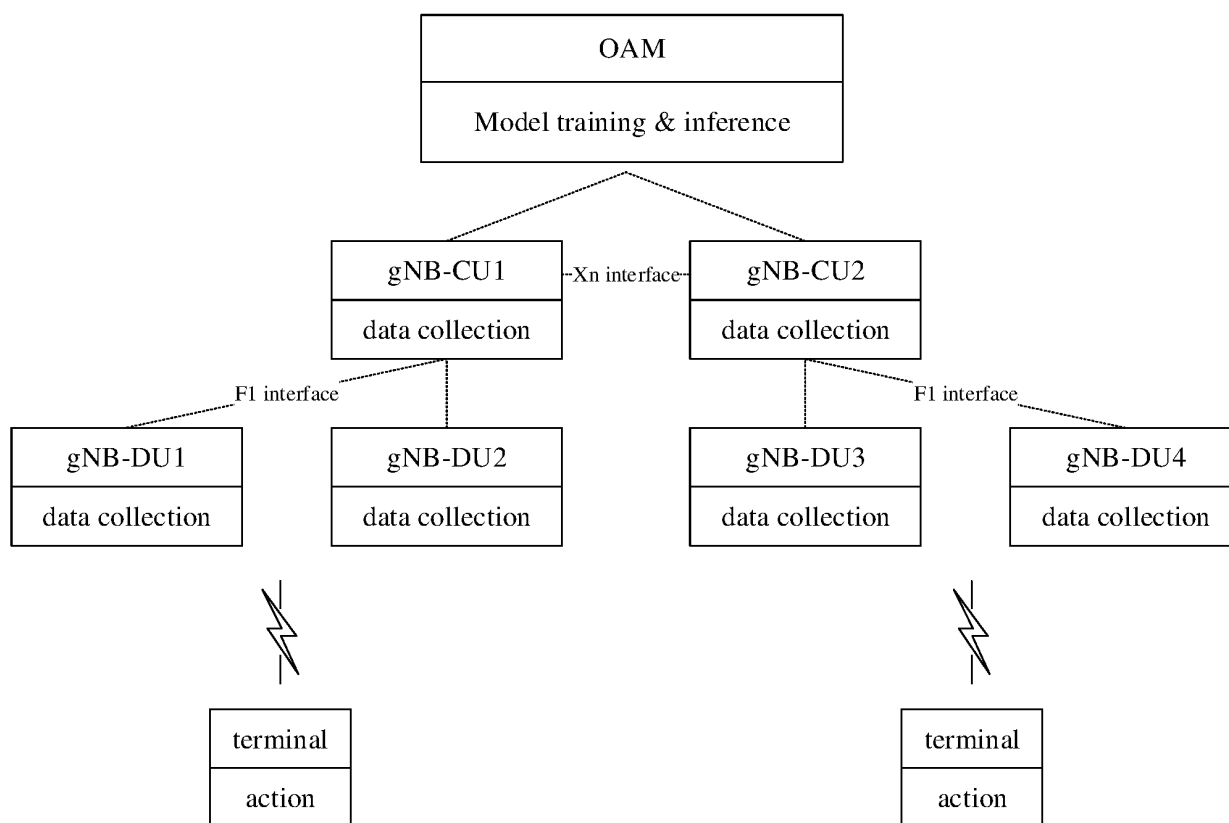 OAM
Model training & inference
gNB-CU1
Xn interface
gNB-CU2
data collection
data collection
F1 interface
F1 interface
gNB-DU1
gNB-DU2
gNB-DU3
gNB-DU4
data collection
data collection
data collection
data collection
terminal
terminal
action
action